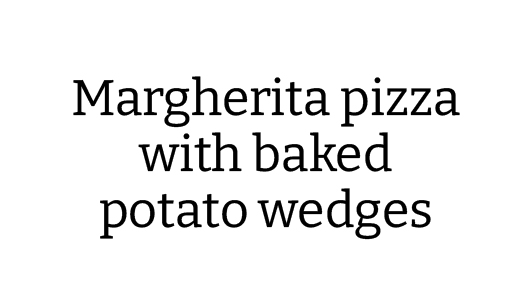 Margherita pizza
with baked
potato wedges